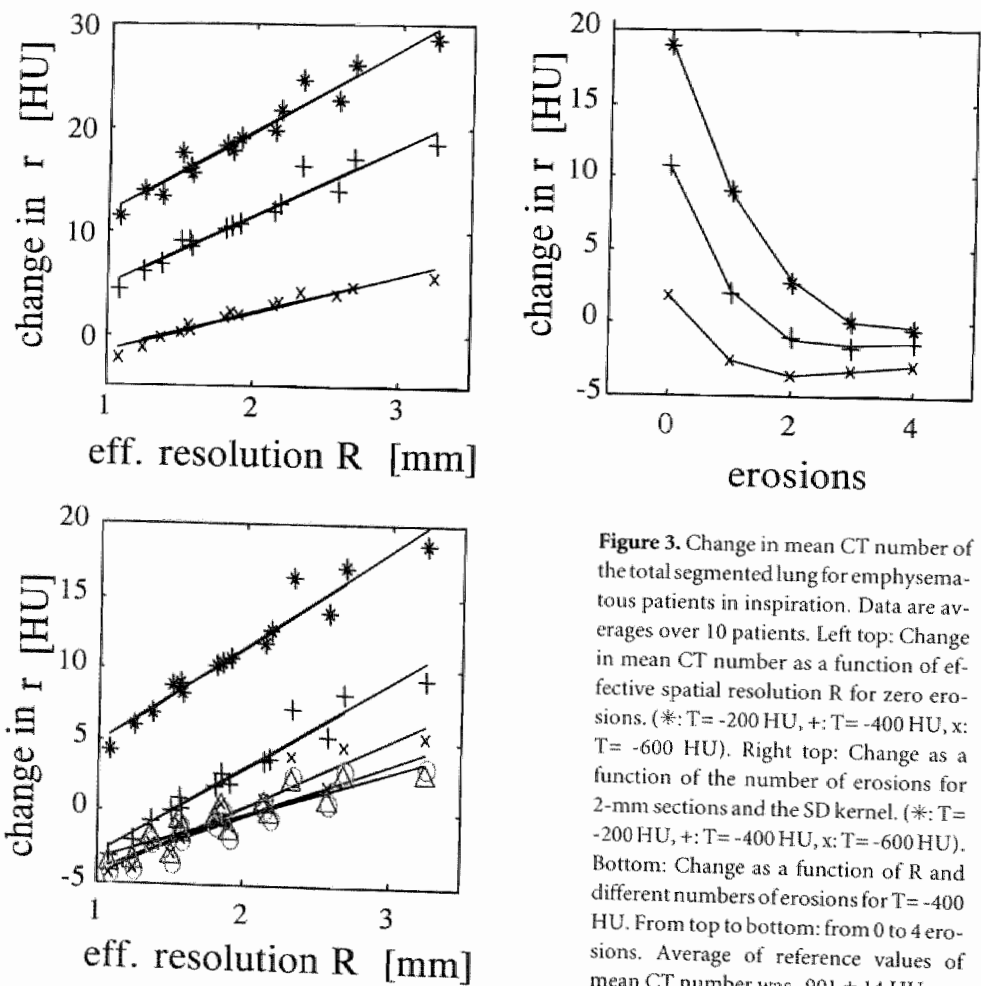 30
20
10
0
change in r [HU]
1 2 3
eff. resolution R [mm]
20
15
10
5
0
-5
change in r [HU]
0 2 4
erosions
20
15
10
5
0
-5
change in r [HU]
1 2 3
eff. resolution R [mm]
Figure 3. Change in mean CT number of
the total segmented lung for emphysema-
tous patients in inspiration. Data are av-
erages over 10 patients. Left top: Change
in mean CT number as a function of ef-
fective spatial resolution R for zero ero-
sions. (*: T= -200 HU, +: T= -400 HU, x:
T= -600 HU). Right top: Change as a
function of the number of erosions for
2-mm sections and the SD kernel. (*: T=
-200 HU, +: T= -400 HU, x: T= -600 HU).
Bottom: Change as a function of R and
different numbers of erosions for T= -400
HU. From top to bottom: from 0 to 4 ero-
sions. Average of reference values of
mean CT number was -901 ± 14 HU